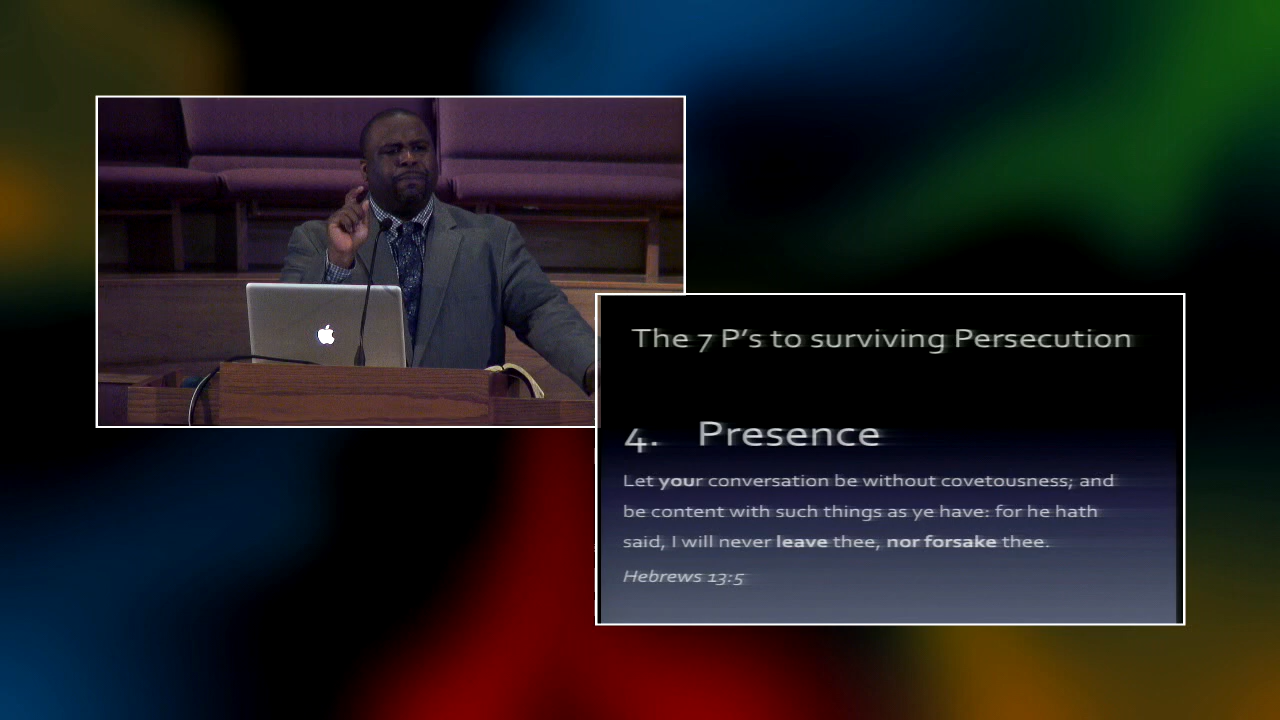 The 7 P's to surviving Persecution
4. Presence
Let your conversation be without covetousness; and
be content with such things as ye have: for he hath
said, I will never leave thee, nor forsake thee.
Hebrews 13:5